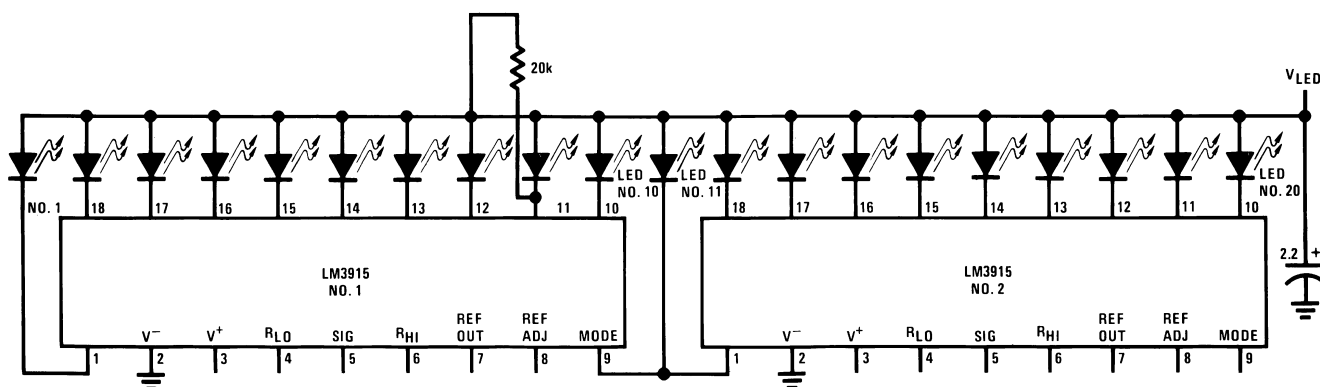 20k
V LED
NO. 1
LED
NO. 10
LED
NO. 11
LED
NO. 20
18 17 16 15 14 13 12 11 10
18 17 16 15 14 13 12 11 10
2.2 +
LM3915
NO. 1
LM3915
NO. 2
V− V+ RLO SIG RHI REF OUT REF ADJ MODE
V− V+ RLO SIG RHI REF OUT REF ADJ MODE
1 2 3 4 5 6 7 8 9
1 2 3 4 5 6 7 8 9